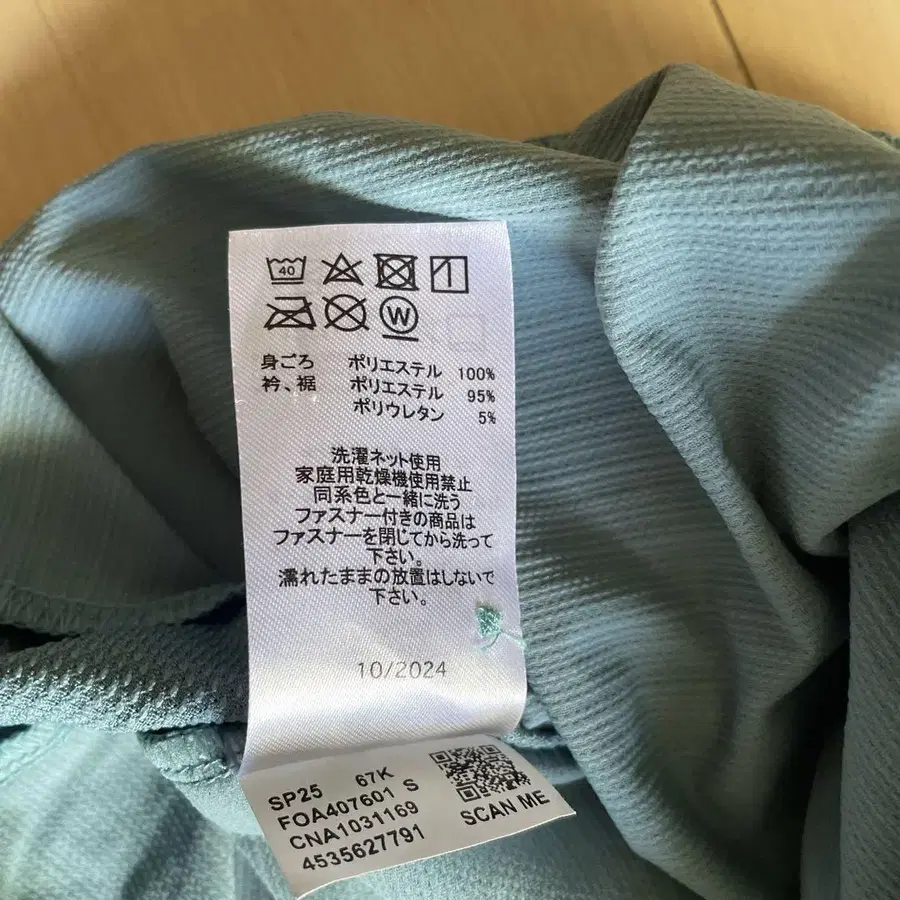 40
W
身ごろ ポリエステル 100%
衿、裾 ポリエステル 95%
ポリウレタン 5%
洗濯ネット使用
家庭用乾燥機使用禁止
同系色と一緒に洗う
ファスナー付きの商品は
ファスナーを閉じてから洗って
下さい。
濡れたままの放置はしないで
下さい。
10/2024
SP25 67K
FOA407601 S
CNA1031169
4535627791
SCAN ME